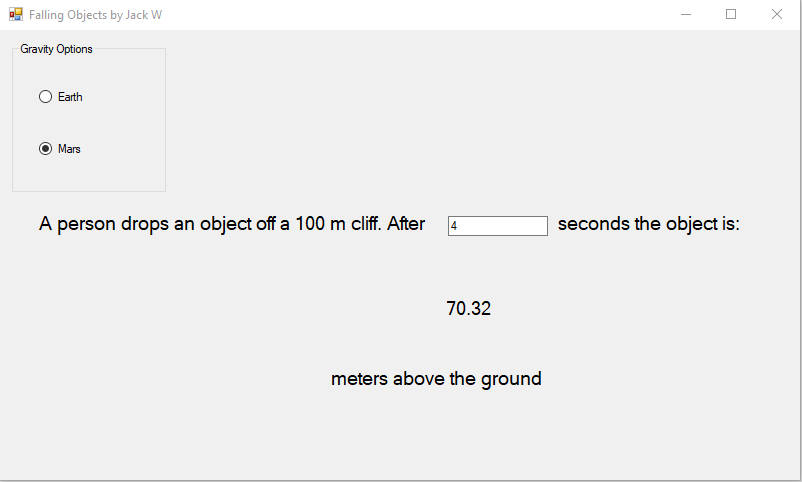 Falling Objects by Jack W
Gravity Options
Earth
Mars
A person drops an object off a 100 m cliff. After 4 seconds the object is:
70.32
meters above the ground